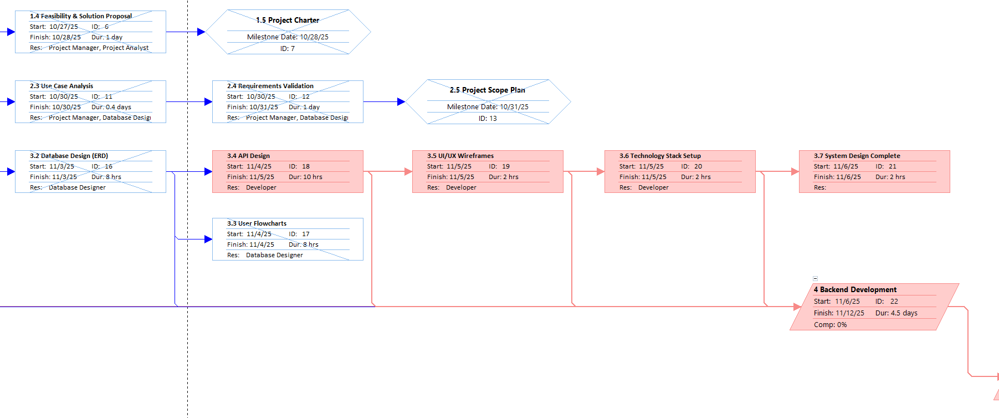 1.4 Feasibility & Solution Proposal
Start: 10/27/25 ID: 6
Finish: 10/28/25 Dur: 1 day
Res: Project Manager, Project Analyst
1.5 Project Charter
Milestone Date: 10/28/25
ID: 7
2.3 Use Case Analysis
Start: 10/30/25 ID: 11
Finish: 10/30/25 Dur: 0.4 days
Res: Project Manager, Database Desig
2.4 Requirements Validation
Start: 10/30/25 ID: 12
Finish: 10/31/25 Dur: 1 day
Res: Project Manager, Database Desig
2.5 Project Scope Plan
Milestone Date: 10/31/25
ID: 13
3.2 Database Design (ERD)
Start: 11/3/25 ID: 16
Finish: 11/3/25 Dur: 8 hrs
Res: Database Designer
3.4 API Design
Start: 11/4/25 ID: 18
Finish: 11/5/25 Dur: 10 hrs
Res: Developer
3.5 UI/UX Wireframes
Start: 11/5/25 ID: 19
Finish: 11/5/25 Dur: 2 hrs
Res: Developer
3.6 Technology Stack Setup
Start: 11/5/25 ID: 20
Finish: 11/5/25 Dur: 2 hrs
Res: Developer
3.7 System Design Complete
Start: 11/6/25 ID: 21
Finish: 11/6/25 Dur: 2 hrs
Res:
3.3 User Flowcharts
Start: 11/4/25 ID: 17
Finish: 11/4/25 Dur: 8 hrs
Res: Database Designer
4 Backend Development
Start: 11/6/25 ID: 22
Finish: 11/12/25 Dur: 4.5 days
Comp: 0%